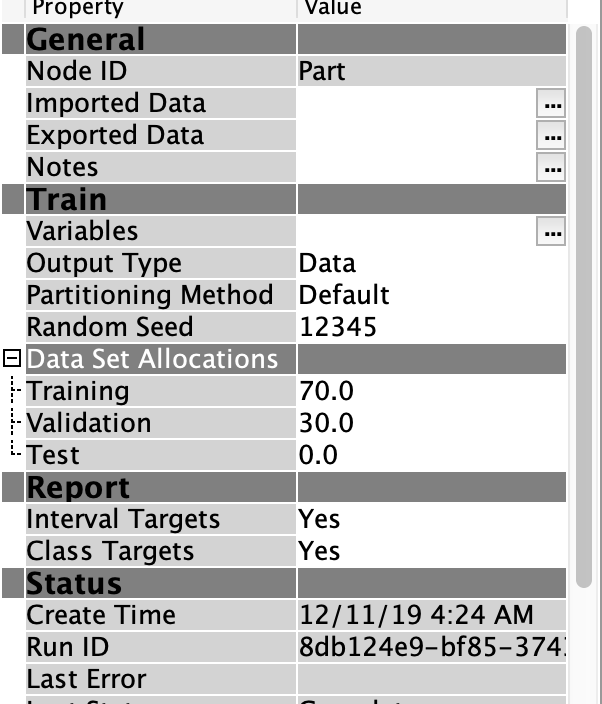 Property Value
General
Node ID Part
Imported Data ...
Exported Data ...
Notes ...
Train
Variables ...
Output Type Data
Partitioning Method Default
Random Seed 12345
Data Set Allocations
Training 70.0
Validation 30.0
Test 0.0
Report
Interval Targets Yes
Class Targets Yes
Status
Create Time 12/11/19 4:24 AM
Run ID 8db124e9-bf85-374
Last Error